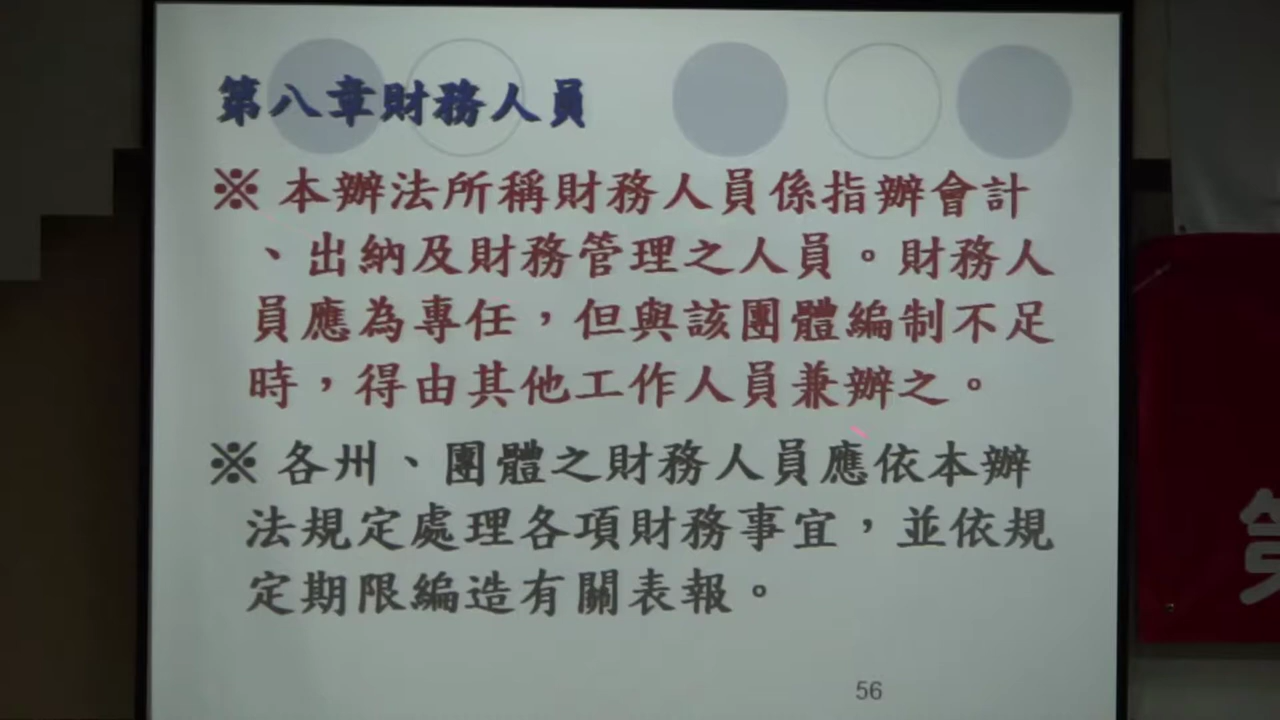 第八章財務人員
※ 本辦法所稱財務人員係指辦會計
、出納及財務管理之人員。財務人
員應為專任，但與該團體編制不足
時，得由其他工作人員兼辦之。
※ 各州、團體之財務人員應依本辦
法規定處理各項財務事宜，並依規
定期限編造有關表報。
56
第